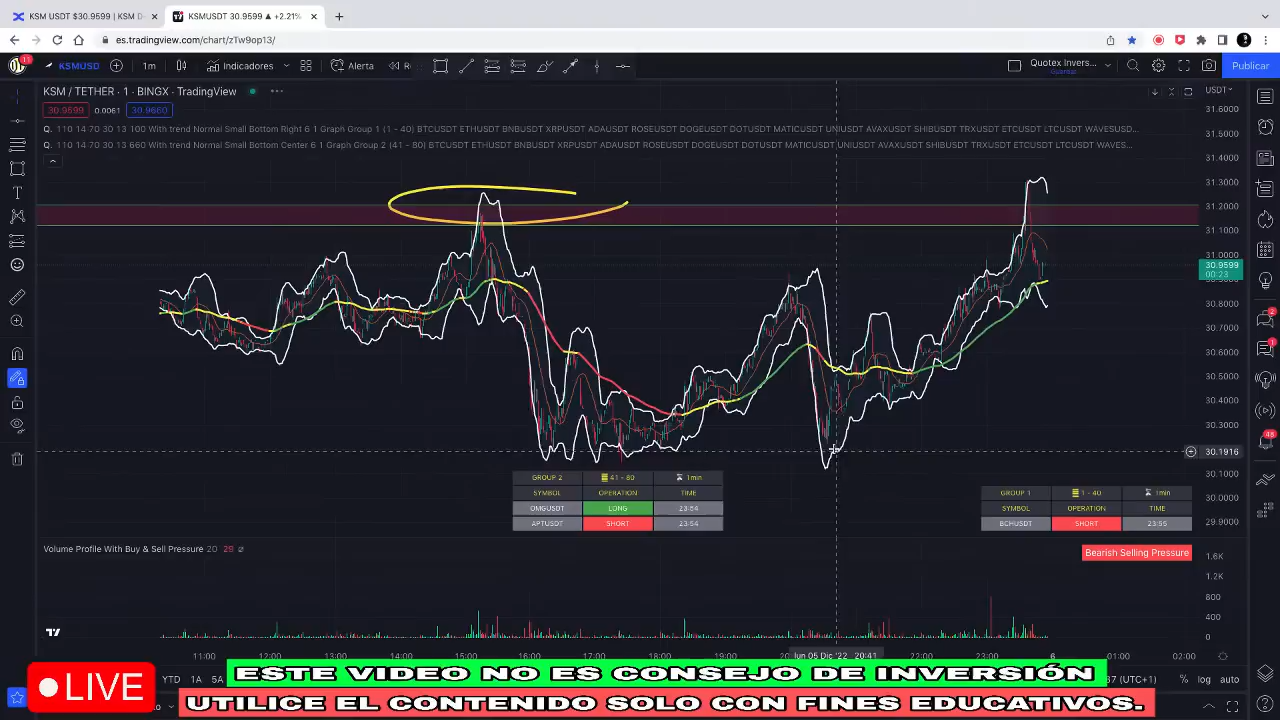 KSM USDT $30.9599 | KSM D
KSMUSDT 30.9599 ▲ +2.21%
es.tradingview.com/chart/zTw9op13/
11
KSMUSD
1m
Indicadores
Alerta
Quotex Invers...
Guardar
Publicar
KSM / TETHER · 1 · BINGX · TradingView
USDT
30.9599 0.0061 30.9660
Q. 110 14 70 30 13 100 With trend Normal Small Bottom Right 6 1 Graph Group 1 (1 - 40) BTCUSDT ETHUSDT BNBUSDT XRPUSDT ADAUSDT ROSEUSDT DOGEUSDT DOTUSDT MATICUSDT UNIUSDT AVAXUSDT SHIBUSDT TRXUSDT ETCUSDT LTCUSDT WAVESUSD...
Q. 110 14 70 30 13 660 With trend Normal Small Bottom Center 6 1 Graph Group 2 (41 - 80) BTCUSDT ETHUSDT BNBUSDT XRPUSDT ADAUSDT ROSEUSDT DOGEUSDT DOTUSDT MATICUSDT UNIUSDT AVAXUSDT SHIBUSDT TRXUSDT ETCUSDT LTCUSDT WAVES...
31.6000
31.5000
31.4000
31.3000
31.2000
31.1000
31.0000
30.9599
00:23
30.8000
30.7000
30.6000
30.5000
30.4000
30.3000
30.1916
30.1000
30.0000
29.9000
GROUP 2 41 - 80 1min
SYMBOL OPERATION TIME
OMGUSDT LONG 23:54
APTUSDT SHORT 23:54
GROUP 1 1 - 40 1min
SYMBOL OPERATION TIME
BCHUSDT SHORT 23:55
Volume Profile With Buy & Sell Pressure 20 29
Bearish Selling Pressure
1.6K
1.2K
800
400
0
11:00 12:00 13:00 14:00 15:00 16:00 17:00 18:00 19:00 lun 05 Dic '22 20:41 22:00 23:00 6 01:00 02:00
YTD 1A 5A
(UTC+1) % log auto
LIVE
ESTE VIDEO NO ES CONSEJO DE INVERSIÓN
UTILICE EL CONTENIDO SOLO CON FINES EDUCATIVOS.